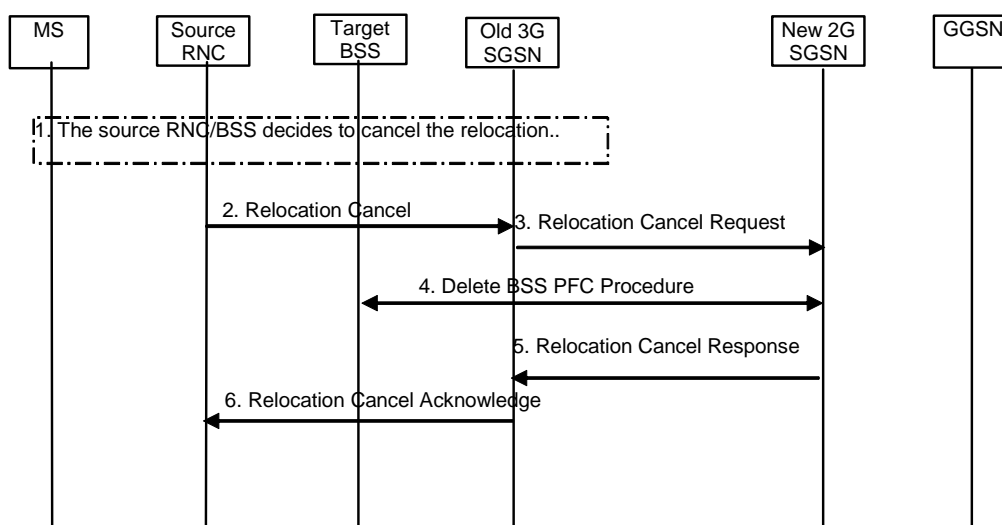 MS
Source
RNC
Target
BSS
Old 3G
SGSN
New 2G
SGSN
GGSN
1. The source RNC/BSS decides to cancel the relocation..
2. Relocation Cancel
3. Relocation Cancel Request
4. Delete BSS PFC Procedure
5. Relocation Cancel Response
6. Relocation Cancel Acknowledge